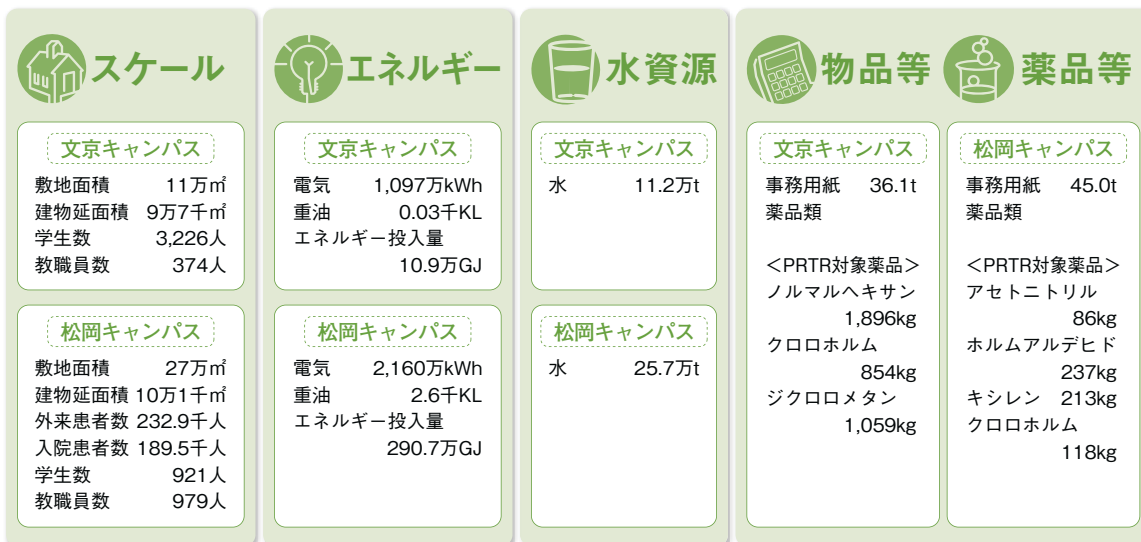 スケール
文京キャンパス
敷地面積 11万㎡
建物延面積 9万7千㎡
学生数 3,226人
教職員数 374人
松岡キャンパス
敷地面積 27万㎡
建物延面積 10万1千㎡
外来患者数 232.9千人
入院患者数 189.5千人
学生数 921人
教職員数 979人
エネルギー
文京キャンパス
電気 1,097万kWh
重油 0.03千KL
エネルギー投入量
10.9万GJ
松岡キャンパス
電気 2,160万kWh
重油 2.6千KL
エネルギー投入量
290.7万GJ
水資源
文京キャンパス
水 11.2万t
松岡キャンパス
水 25.7万t
物品等
文京キャンパス
事務用紙 36.1t
薬品類
＜PRTR対象薬品＞
ノルマルヘキサン
1,896kg
クロロホルム
854kg
ジクロロメタン
1,059kg
薬品等
松岡キャンパス
事務用紙 45.0t
薬品類
＜PRTR対象薬品＞
アセトニトリル
86kg
ホルムアルデヒド
237kg
キシレン 213kg
クロロホルム
118kg